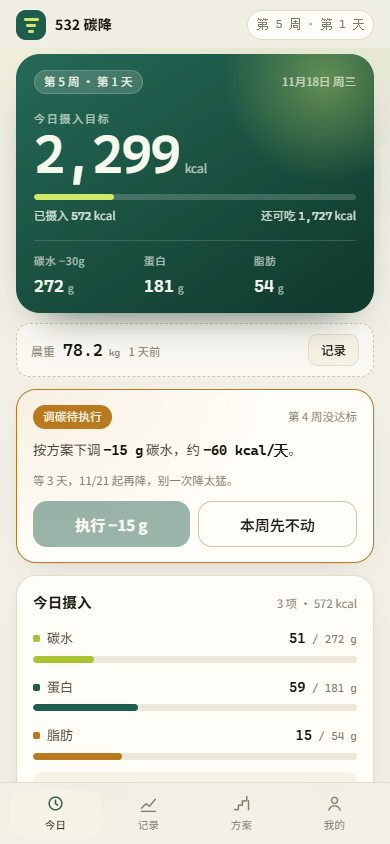 532 碳降
第 5 周 · 第 1 天
第 5 周 · 第 1 天
11月18日 周三
今日摄入目标
2,299 kcal
已摄入 572 kcal
还可吃 1,727 kcal
碳水 −30g
蛋白
脂肪
272 g
181 g
54 g
晨重 78.2 kg 1 天前
记录
调碳待执行
第 4 周没达标
按方案下调 −15 g 碳水，约 −60 kcal/天。
等 3 天，11/21 起再降，别一次降太猛。
执行 −15 g
本周先不动
今日摄入
3 项 · 572 kcal
碳水
51 / 272 g
蛋白
59 / 181 g
脂肪
15 / 54 g
今日
记录
方案
我的